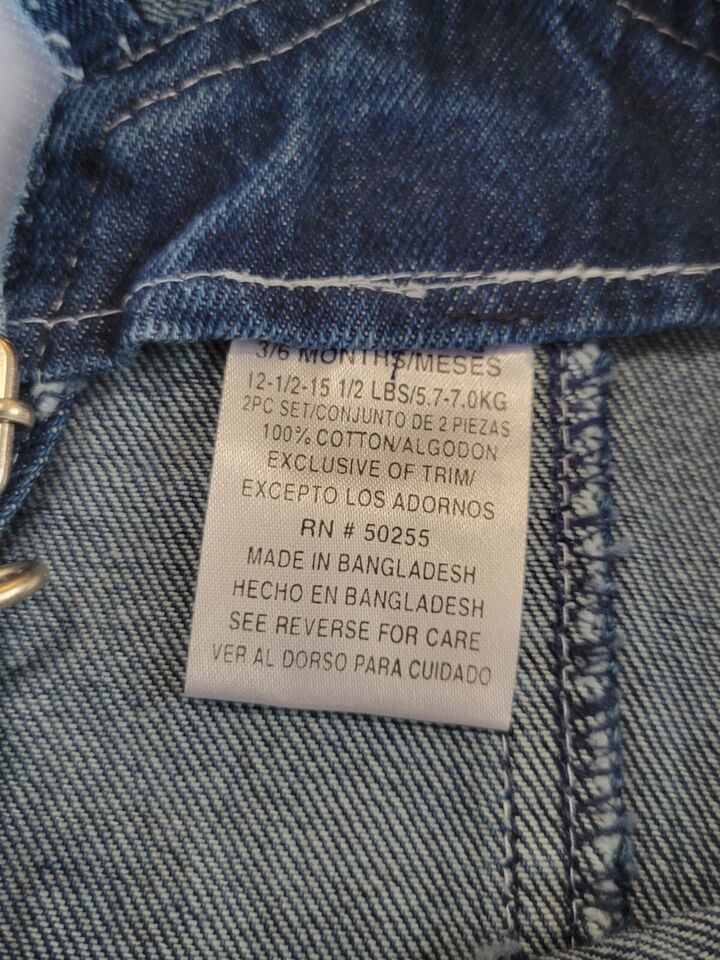 3/6 MONTHS/MESES
12-1/2-15 1/2 LBS/5.7-7.0KG
2PC SET/CONJUNTO DE 2 PIEZAS
100% COTTON/ALGODON
EXCLUSIVE OF TRIM/
EXCEPTO LOS ADORNOS
RN # 50255
MADE IN BANGLADESH
HECHO EN BANGLADESH
SEE REVERSE FOR CARE
VER AL DORSO PARA CUIDADO